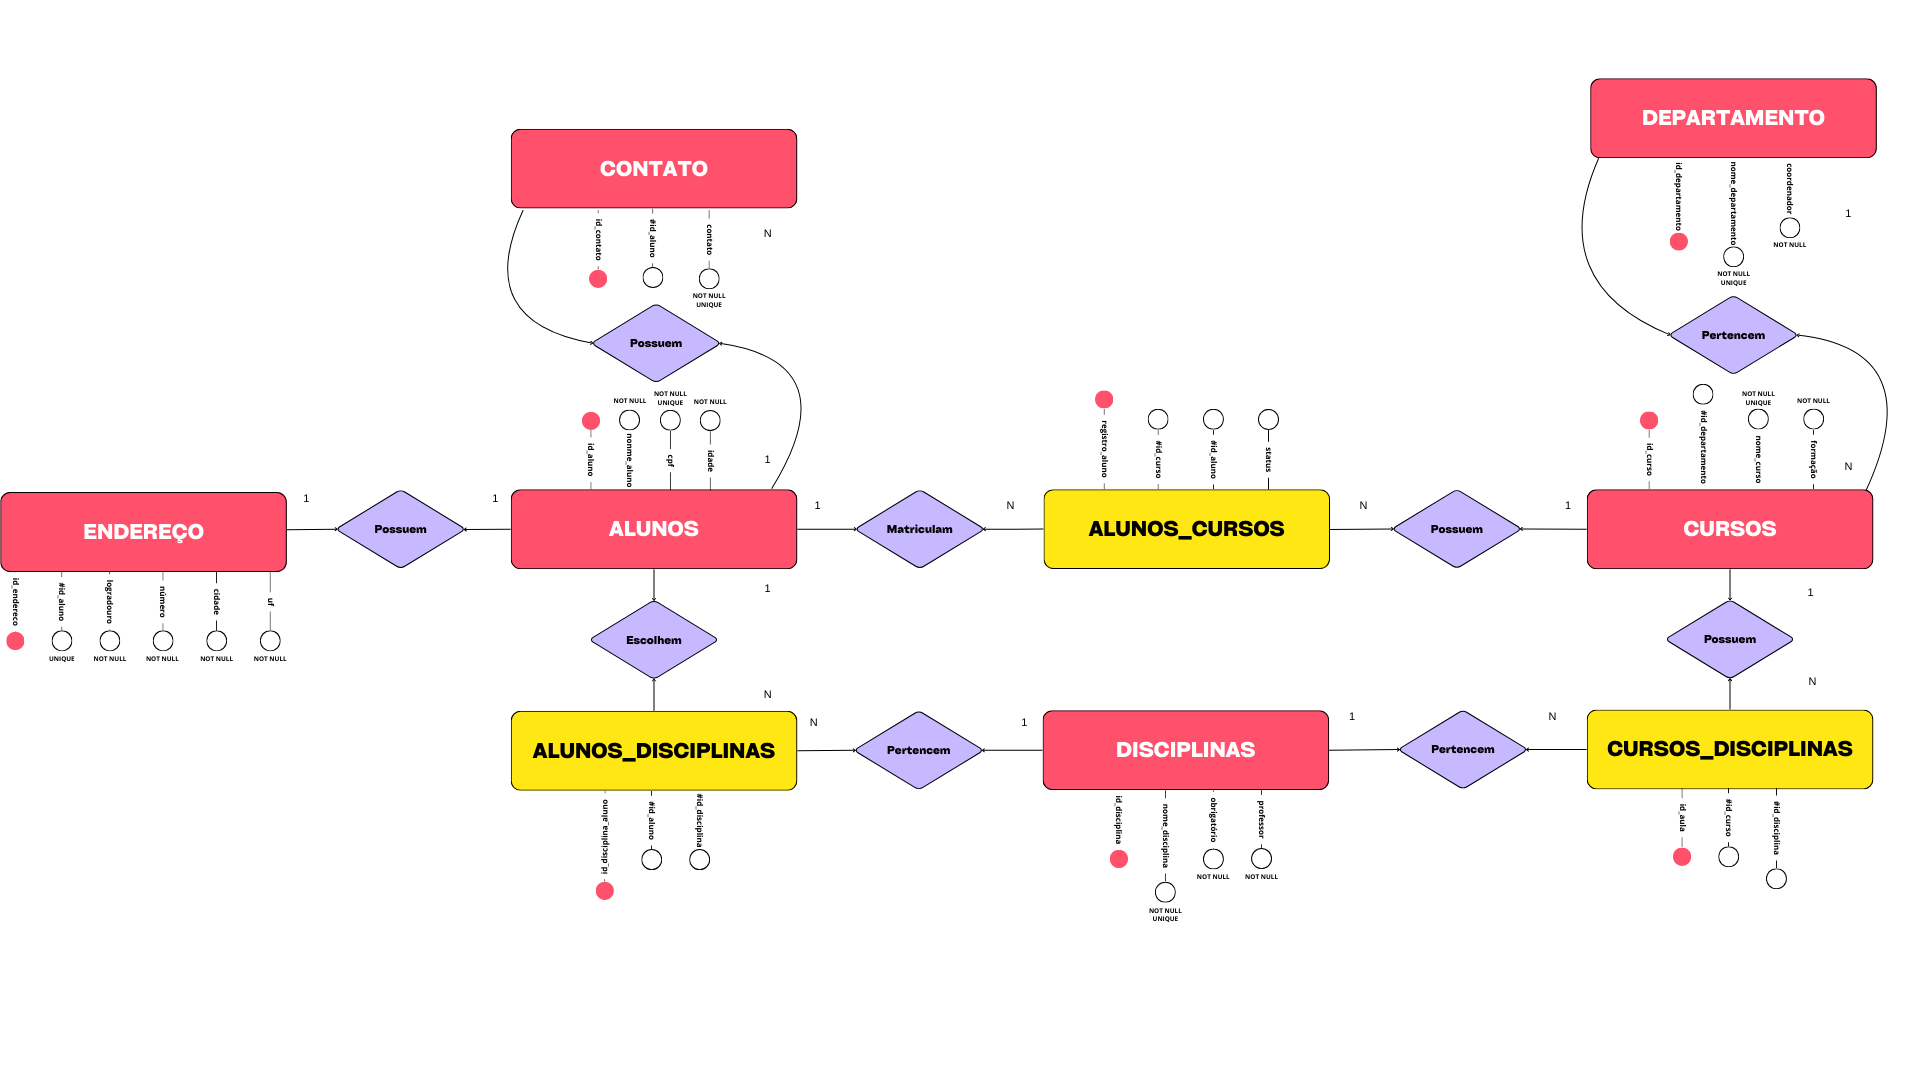 DEPARTAMENTO
id_departamento
nome_departamento
coordenador
NOT NULL
UNIQUE
NOT NULL
1
Pertencem
CONTATO
id_contato
#id_aluno
contato
NOT NULL
UNIQUE
N
Possuem
NOT NULL
NOT NULL
UNIQUE
NOT NULL
id_aluno
nonme_aluno
cpf
idade
1
registro_aluno
#id_curso
#id_aluno
status
NOT NULL
UNIQUE
NOT NULL
id_curso
#id_departamento
nome_curso
formação
N
ENDEREÇO
1
Possuem
1
ALUNOS
1
Matriculam
N
ALUNOS_CURSOS
N
Possuem
1
CURSOS
id_endereco
#id_aluno
logradouro
número
cidade
uf
UNIQUE
NOT NULL
NOT NULL
NOT NULL
NOT NULL
1
Escolhem
N
1
Possuem
N
ALUNOS_DISCIPLINAS
N
Pertencem
1
DISCIPLINAS
1
Pertencem
N
CURSOS_DISCIPLINAS
id_disciplina_aluno
#id_aluno
#id_disciplina
id_disciplina
nome_disciplina
obrigatório
professor
NOT NULL
UNIQUE
NOT NULL
NOT NULL
id_aula
#id_curso
#id_disciplina